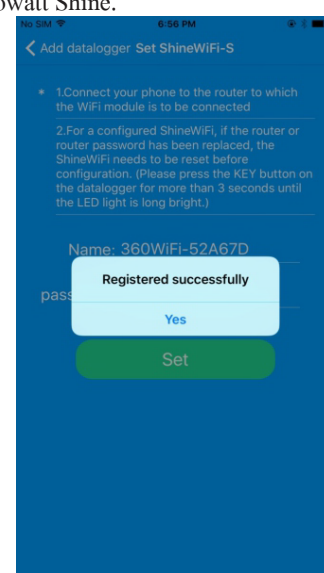 owatt Shine.
No SIM 6:56 PM
Add datalogger Set ShineWiFi-S
* 1.Connect your phone to the router to which
the WiFi module is to be connected
2.For a configured ShineWiFi, if the router or
router password has been replaced, the
ShineWiFi needs to be reset before
configuration. (Please press the KEY button on
the datalogger for more than 3 seconds until
the LED light is long bright.)
Name: 360WiFi-52A67D
Registered successfully
pass
Yes
Set